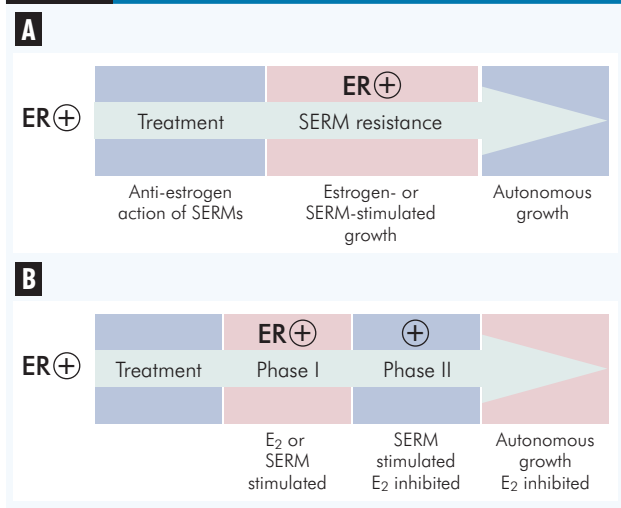 A
ER⊕
ER⊕
Treatment
SERM resistance
Anti-estrogen
action of SERMs
Estrogen- or
SERM-stimulated
growth
Autonomous
growth
B
ER⊕
⊕
ER⊕
Treatment
Phase I
Phase II
E₂ or
SERM
stimulated
SERM
stimulated
E₂ inhibited
Autonomous
growth
E₂ inhibited